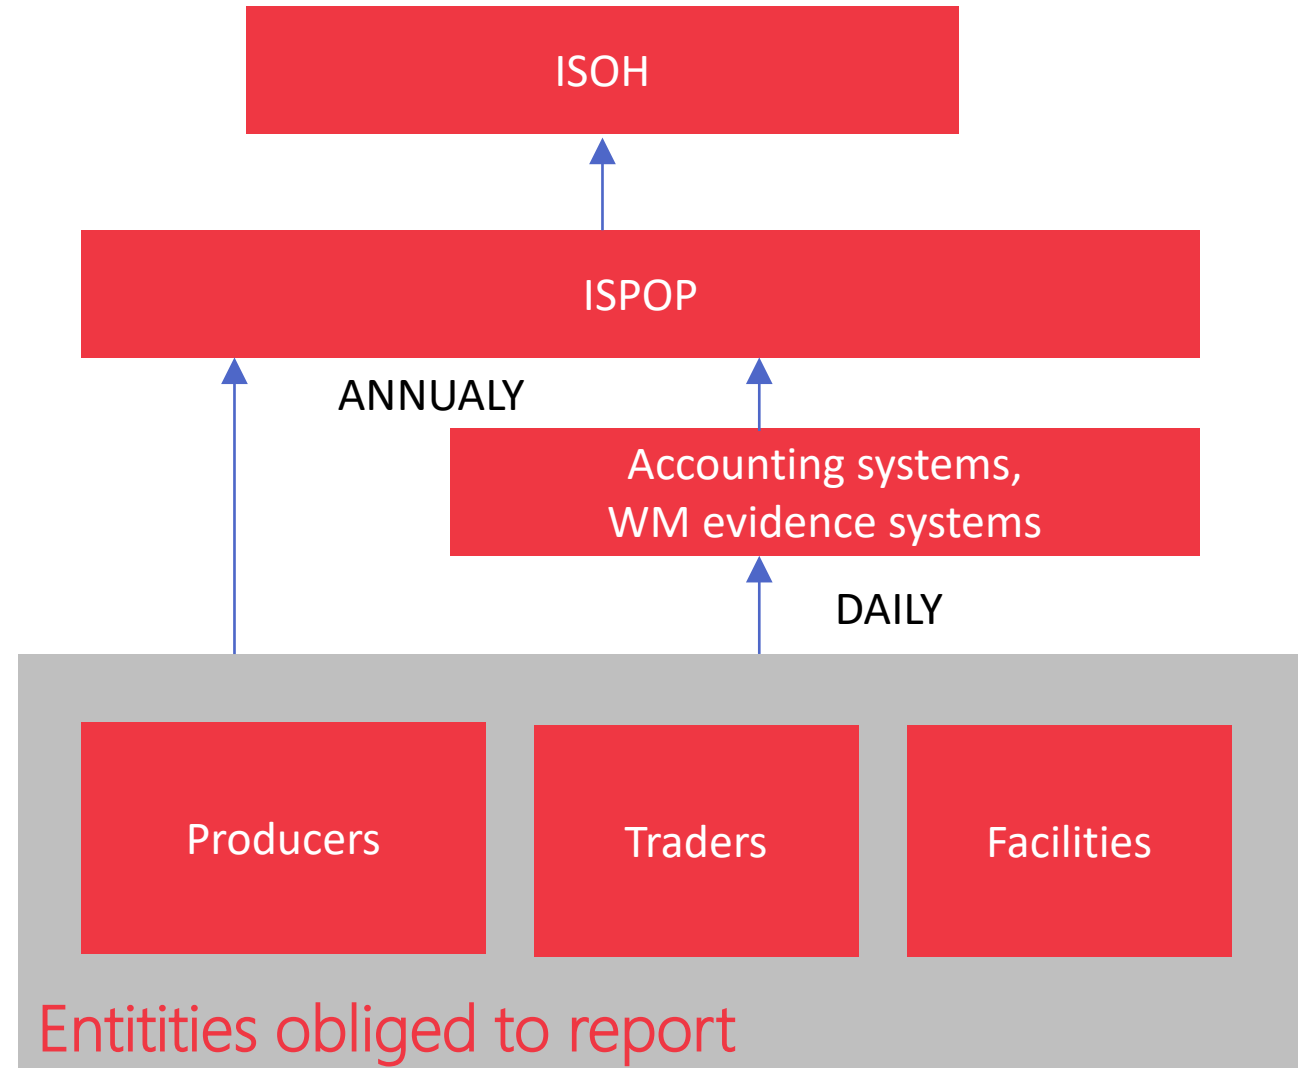 ISOH
ISPOP
ANNUALY
Accounting systems,
WM evidence systems
DAILY
Producers
Traders
Facilities
Entitities obliged to report